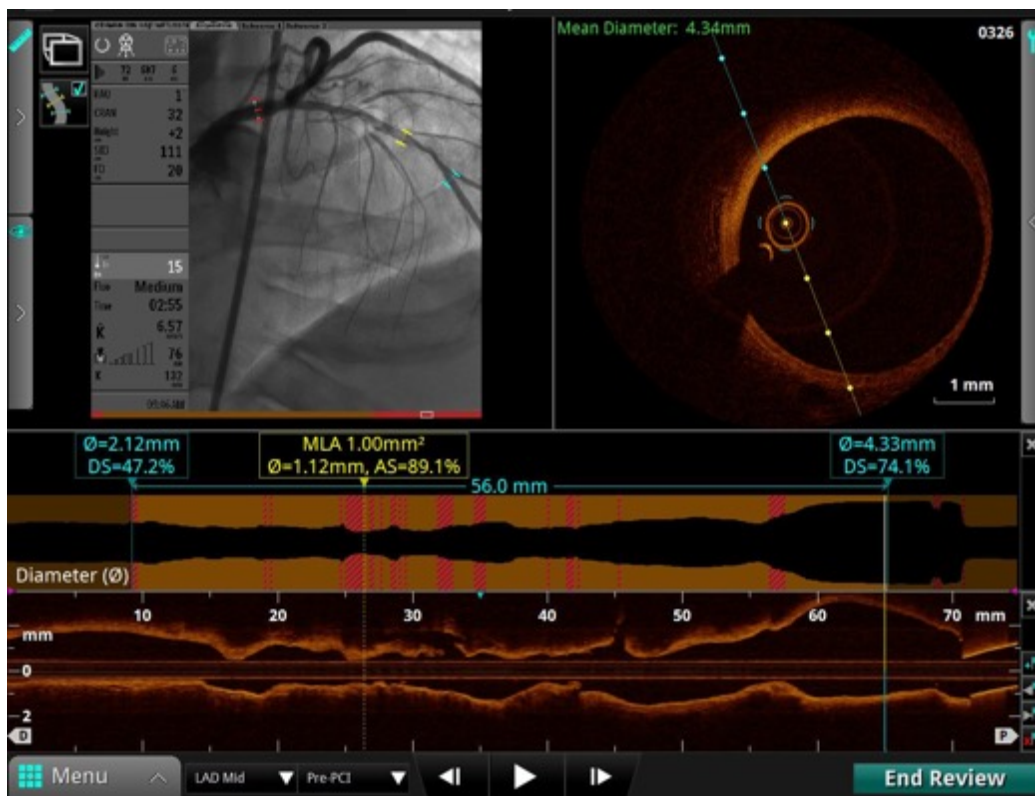 Mean Diameter: 4.34mm
0326
72
6
1
CRAN
32
Height
+2
SID
111
20
15
Flux
Medium
Time
02:55
K
6.57
76
K
132
1 mm
Ø=2.12mm
DS=47.2%
MLA 1.00mm²
Ø=1.12mm, AS=89.1%
Ø=4.33mm
DS=74.1%
56.0 mm
Diameter (Ø)
10
20
30
40
50
60
70
mm
mm
0
2
D
P
Menu
LAD Mid
Pre-PCI
End Review